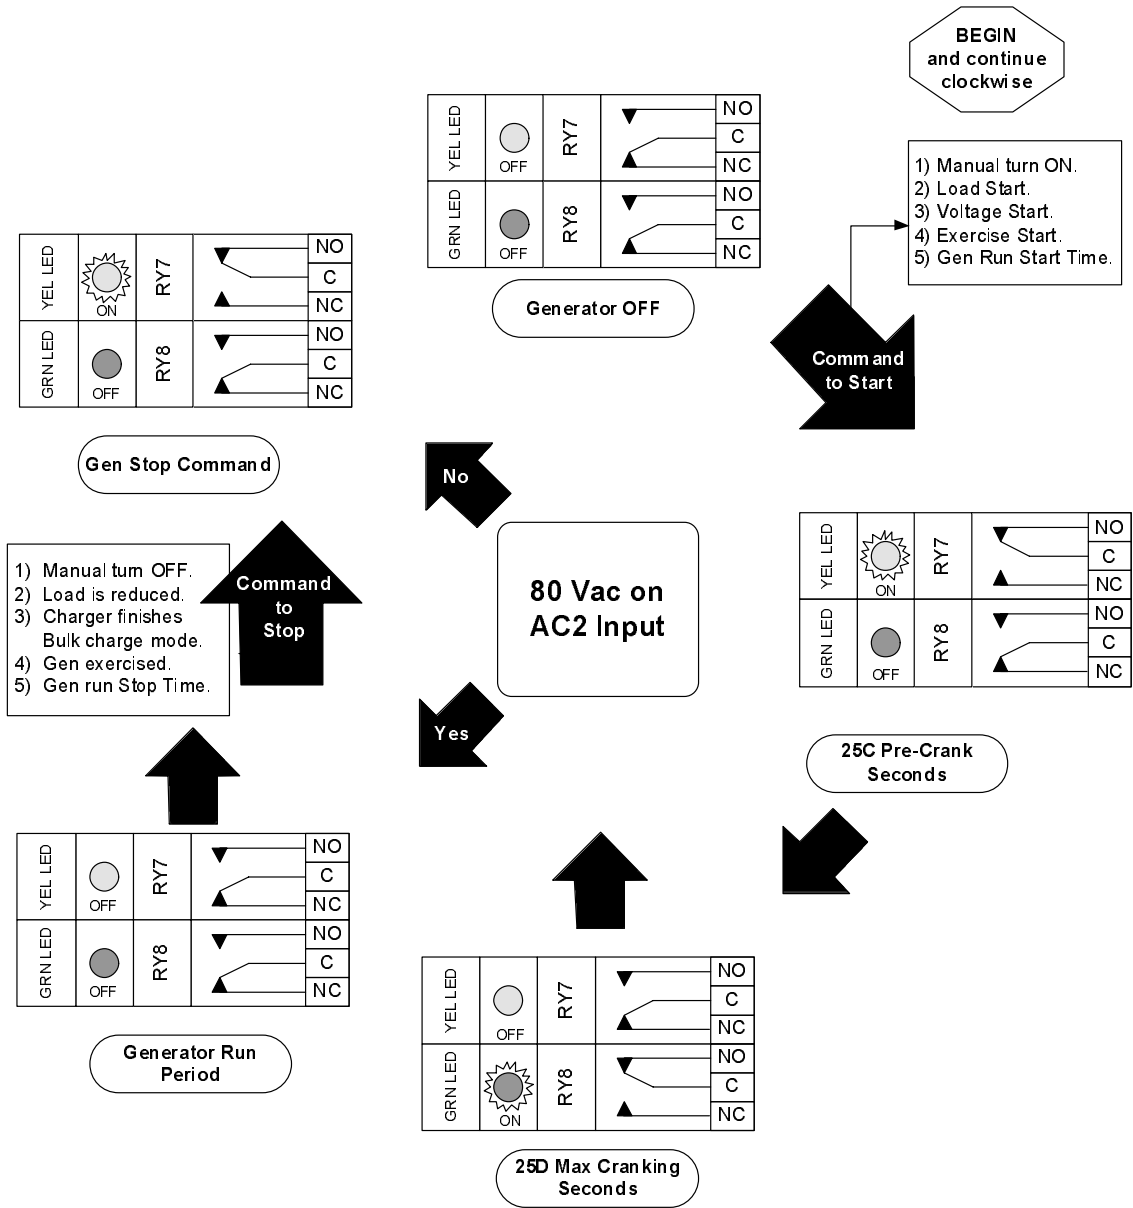 BEGIN
and continue
clockwise
1) Manual turn ON.
2) Load Start.
3) Voltage Start.
4) Exercise Start.
5) Gen Run Start Time.
YEL LED
OFF
RY7
NO
C
NC
GRN LED
OFF
RY8
NO
C
NC
Generator OFF
Command
to Start
YEL LED
ON
RY7
NO
C
NC
GRN LED
OFF
RY8
NO
C
NC
25C Pre-Crank
Seconds
YEL LED
OFF
RY7
NO
C
NC
GRN LED
ON
RY8
NO
C
NC
25D Max Cranking
Seconds
80 Vac on
AC2 Input
No
Yes
YEL LED
OFF
RY7
NO
C
NC
GRN LED
OFF
RY8
NO
C
NC
Generator Run
Period
1) Manual turn OFF.
2) Load is reduced.
3) Charger finishes
Bulk charge mode.
4) Gen exercised.
5) Gen run Stop Time.
Command
to
Stop
YEL LED
ON
RY7
NO
C
NC
GRN LED
OFF
RY8
NO
C
NC
Gen Stop Command